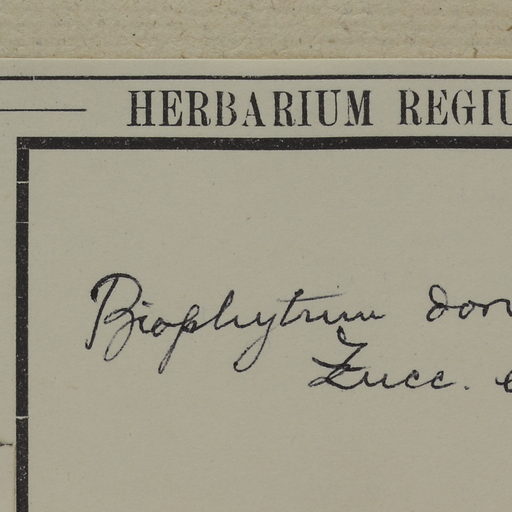 HERBARIUM REGIU
Biophytum dor
Zucc. e